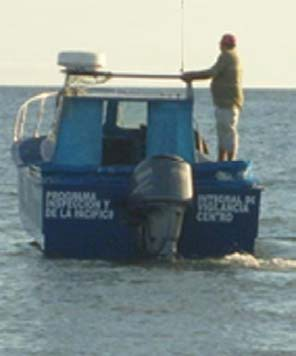 PROGRAMA
INSPECCION Y
DE LA PACIFICO
INTEGRAL DE
VIGILANCIA
CENTRO